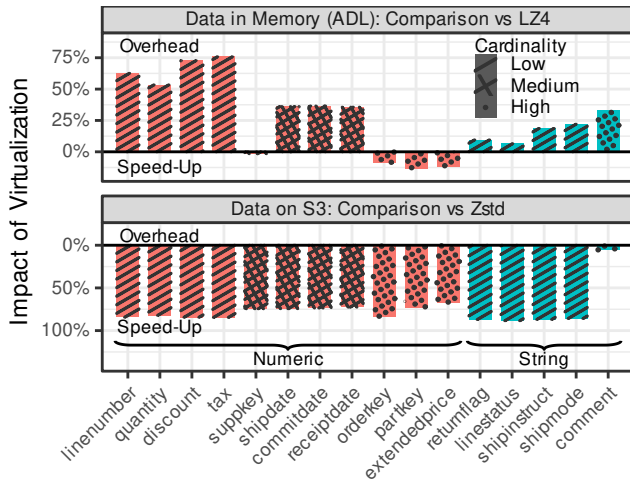 Data in Memory (ADL): Comparison vs LZ4
Overhead
Cardinality
Low
Medium
High
75%
50%
25%
0%
Speed-Up
Impact of Virtualization
Data on S3: Comparison vs Zstd
Overhead
0%
50%
100%
Speed-Up
Numeric
String
linenumber
quantity
discount
tax
suppkey
shipdate
commitdate
receiptdate
orderkey
partkey
extendedprice
returnflag
linestatus
shipinstruct
shipmode
comment